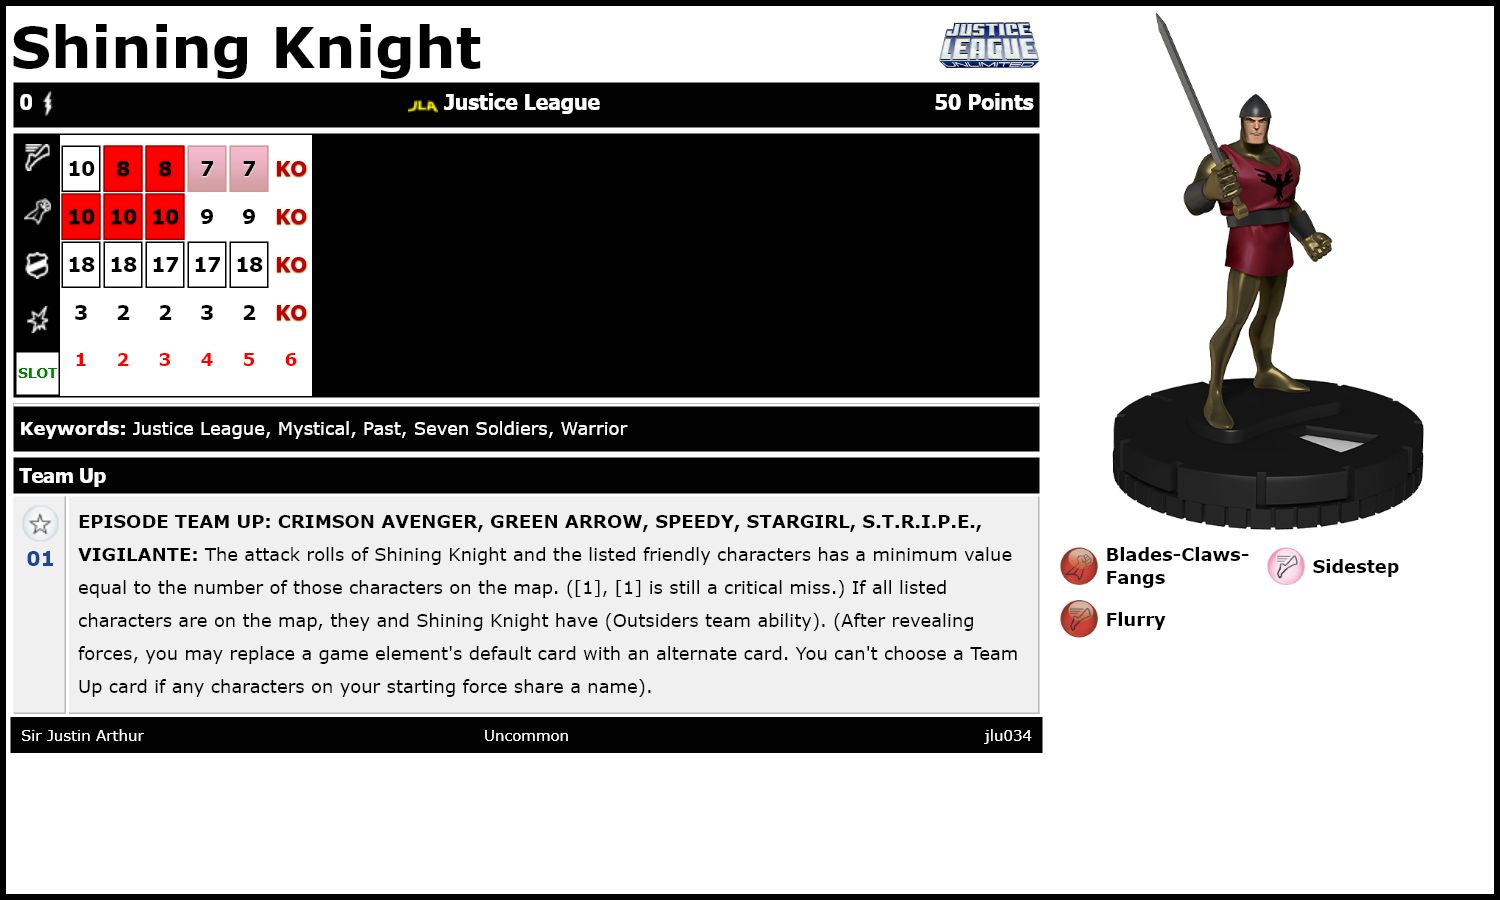 Shining Knight
JUSTICE
LEAGUE
UNLIMITED
0 JLA Justice League 50 Points
10 8 8 7 7 KO
10 10 10 9 9 KO
18 18 17 17 18 KO
3 2 2 3 2 KO
SLOT 1 2 3 4 5 6
Keywords: Justice League, Mystical, Past, Seven Soldiers, Warrior
Team Up
01
EPISODE TEAM UP: CRIMSON AVENGER, GREEN ARROW, SPEEDY, STARGIRL, S.T.R.I.P.E.,
VIGILANTE: The attack rolls of Shining Knight and the listed friendly characters has a minimum value
equal to the number of those characters on the map. ([1], [1] is still a critical miss.) If all listed
characters are on the map, they and Shining Knight have (Outsiders team ability). (After revealing
forces, you may replace a game element's default card with an alternate card. You can't choose a Team
Up card if any characters on your starting force share a name).
Sir Justin Arthur Uncommon jlu034
Blades-Claws-
Fangs
Sidestep
Flurry